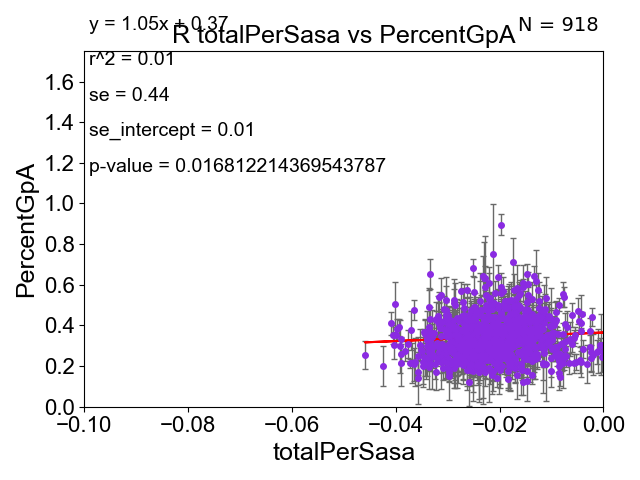 y = 1.05x + 0.37
N = 918
R totalPerSasa vs PercentGpA
r^2 = 0.01
se = 0.44
se_intercept = 0.01
p-value = 0.016812214369543787
PercentGpA
1.6
1.4
1.2
1.0
0.8
0.6
0.4
0.2
0.0
−0.10
−0.08
−0.06
−0.04
−0.02
0.00
totalPerSasa